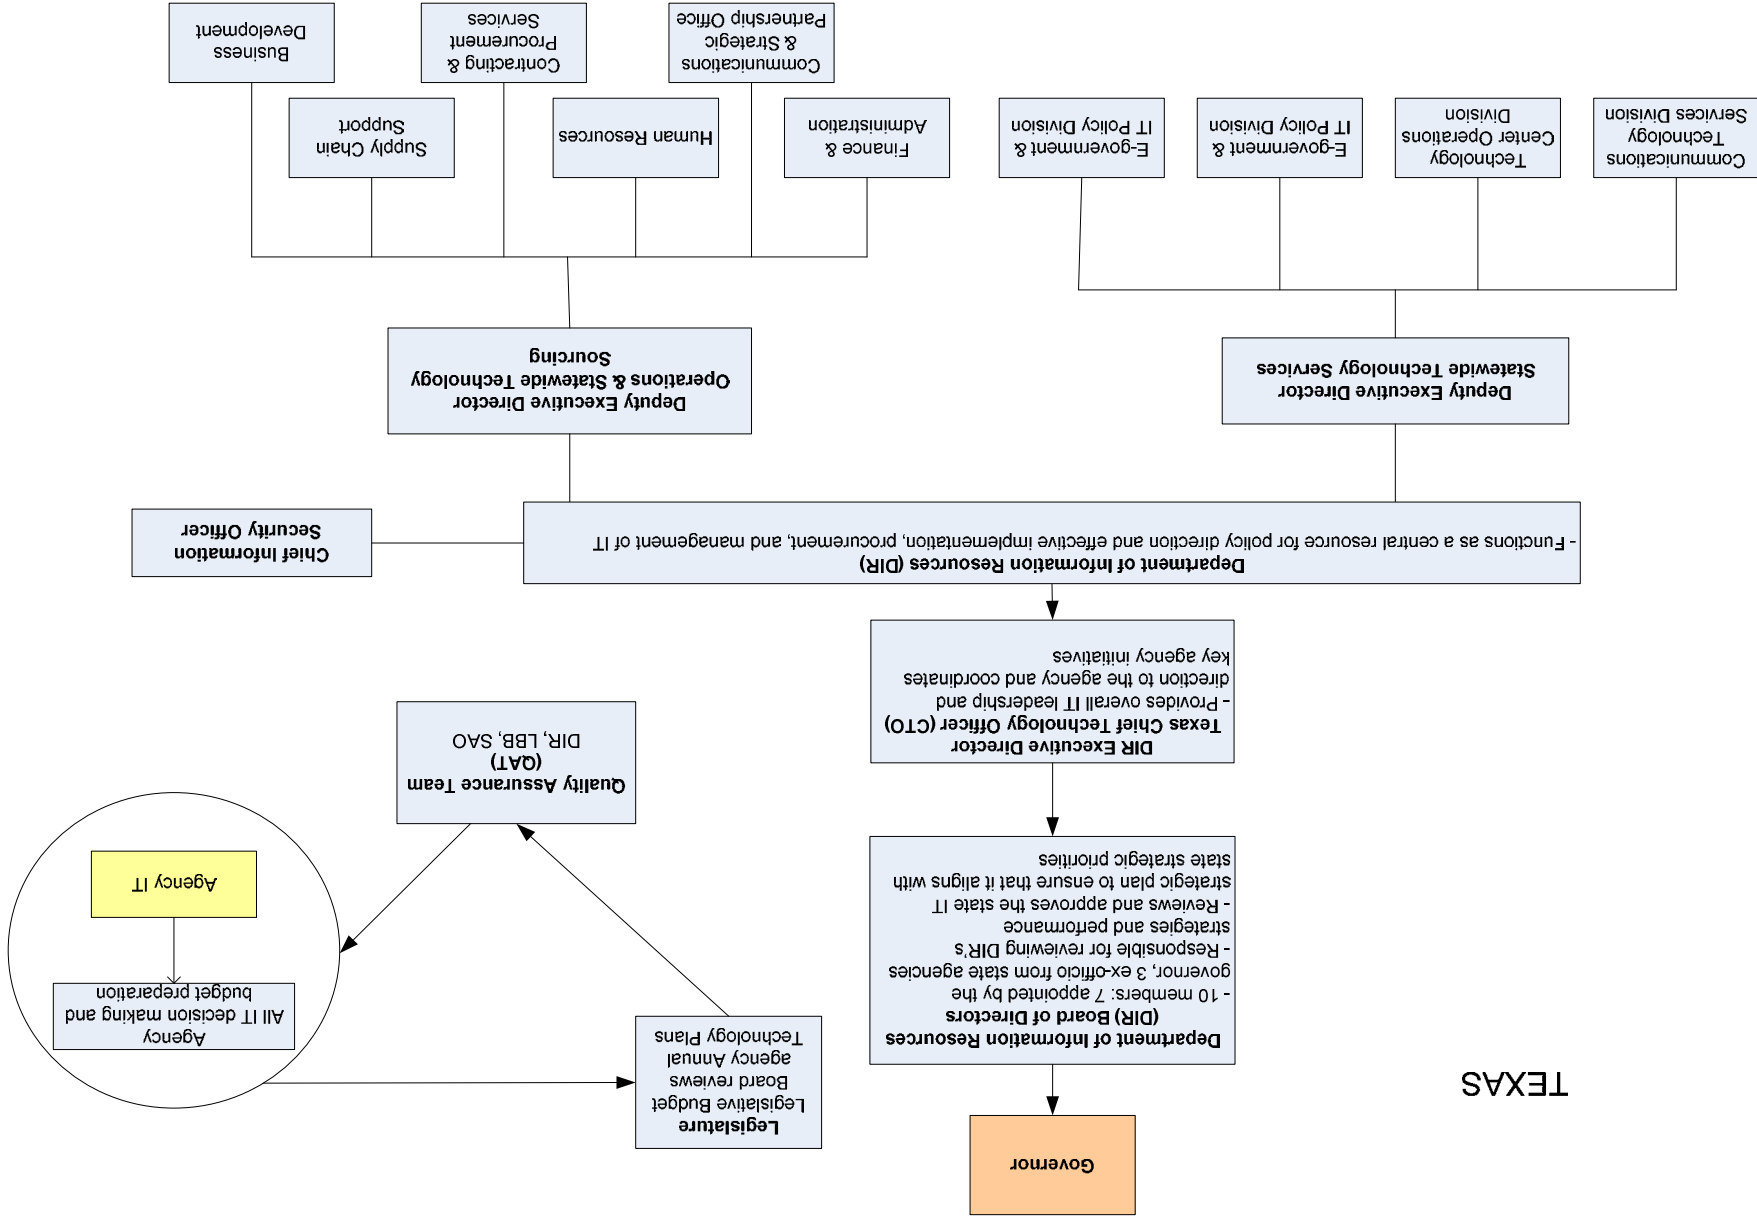 TEXAS
Governor
Department of Information Resources
(DIR) Board of Directors
- 10 members: 7 appointed by the
governor, 3 ex-officio from state agencies
- Responsible for reviewing DIR's
strategies and performance
- Reviews and approves the state IT
strategic plan to ensure that it aligns with
state strategic priorities
Legislature
Legislative Budget
Board reviews
agency Annual
Technology Plans
Agency
All IT decision making and
budget preparation
Agency IT
Quality Assurance Team
(QAT)
DIR, LBB, SAO
DIR Executive Director
Texas Chief Technology Officer (CTO)
- Provides overall IT leadership and
direction to the agency and coordinates
key agency initiatives
Department of Information Resources (DIR)
- Functions as a central resource for policy direction and effective implementation, procurement, and management of IT
Chief Information
Security Officer
Deputy Executive Director
Statewide Technology Services
Deputy Executive Director
Operations & Statewide Technology
Sourcing
Communications
Technology
Services Division
Technology
Center Operations
Division
E-government &
IT Policy Division
E-government &
IT Policy Division
Finance &
Administration
Human Resources
Supply Chain
Support
Communications
& Strategic
Partnership Office
Contracting &
Procurement
Services
Business
Development